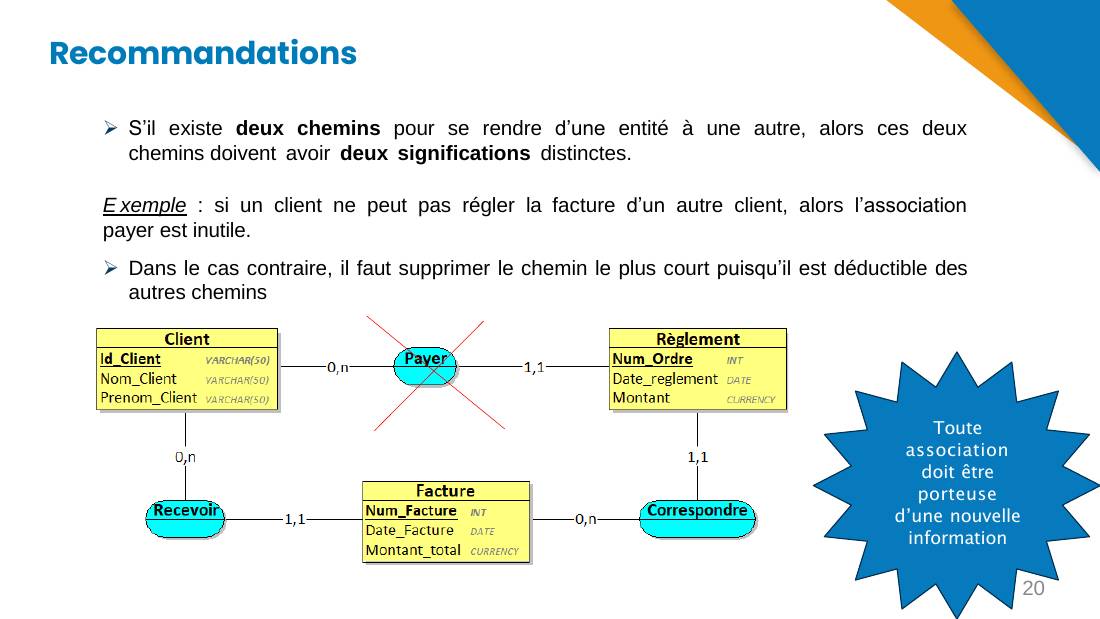 Recommandations
➢ S’il existe deux chemins pour se rendre d’une entité à une autre, alors ces deux
chemins doivent avoir deux significations distinctes.
Exemple : si un client ne peut pas régler la facture d’un autre client, alors l’association
payer est inutile.
➢ Dans le cas contraire, il faut supprimer le chemin le plus court puisqu’il est déductible des
autres chemins
Client
Id_Client VARCHAR(50)
Nom_Client VARCHAR(50)
Prenom_Client VARCHAR(50)
0,n
Payer
1,1
Règlement
Num_Ordre INT
Date_reglement DATE
Montant CURRENCY
0,n
1,1
Recevoir
1,1
Facture
Num_Facture INT
Date_Facture DATE
Montant_total CURRENCY
0,n
Correspondre
Toute
association
doit être
porteuse
d’une nouvelle
information
20